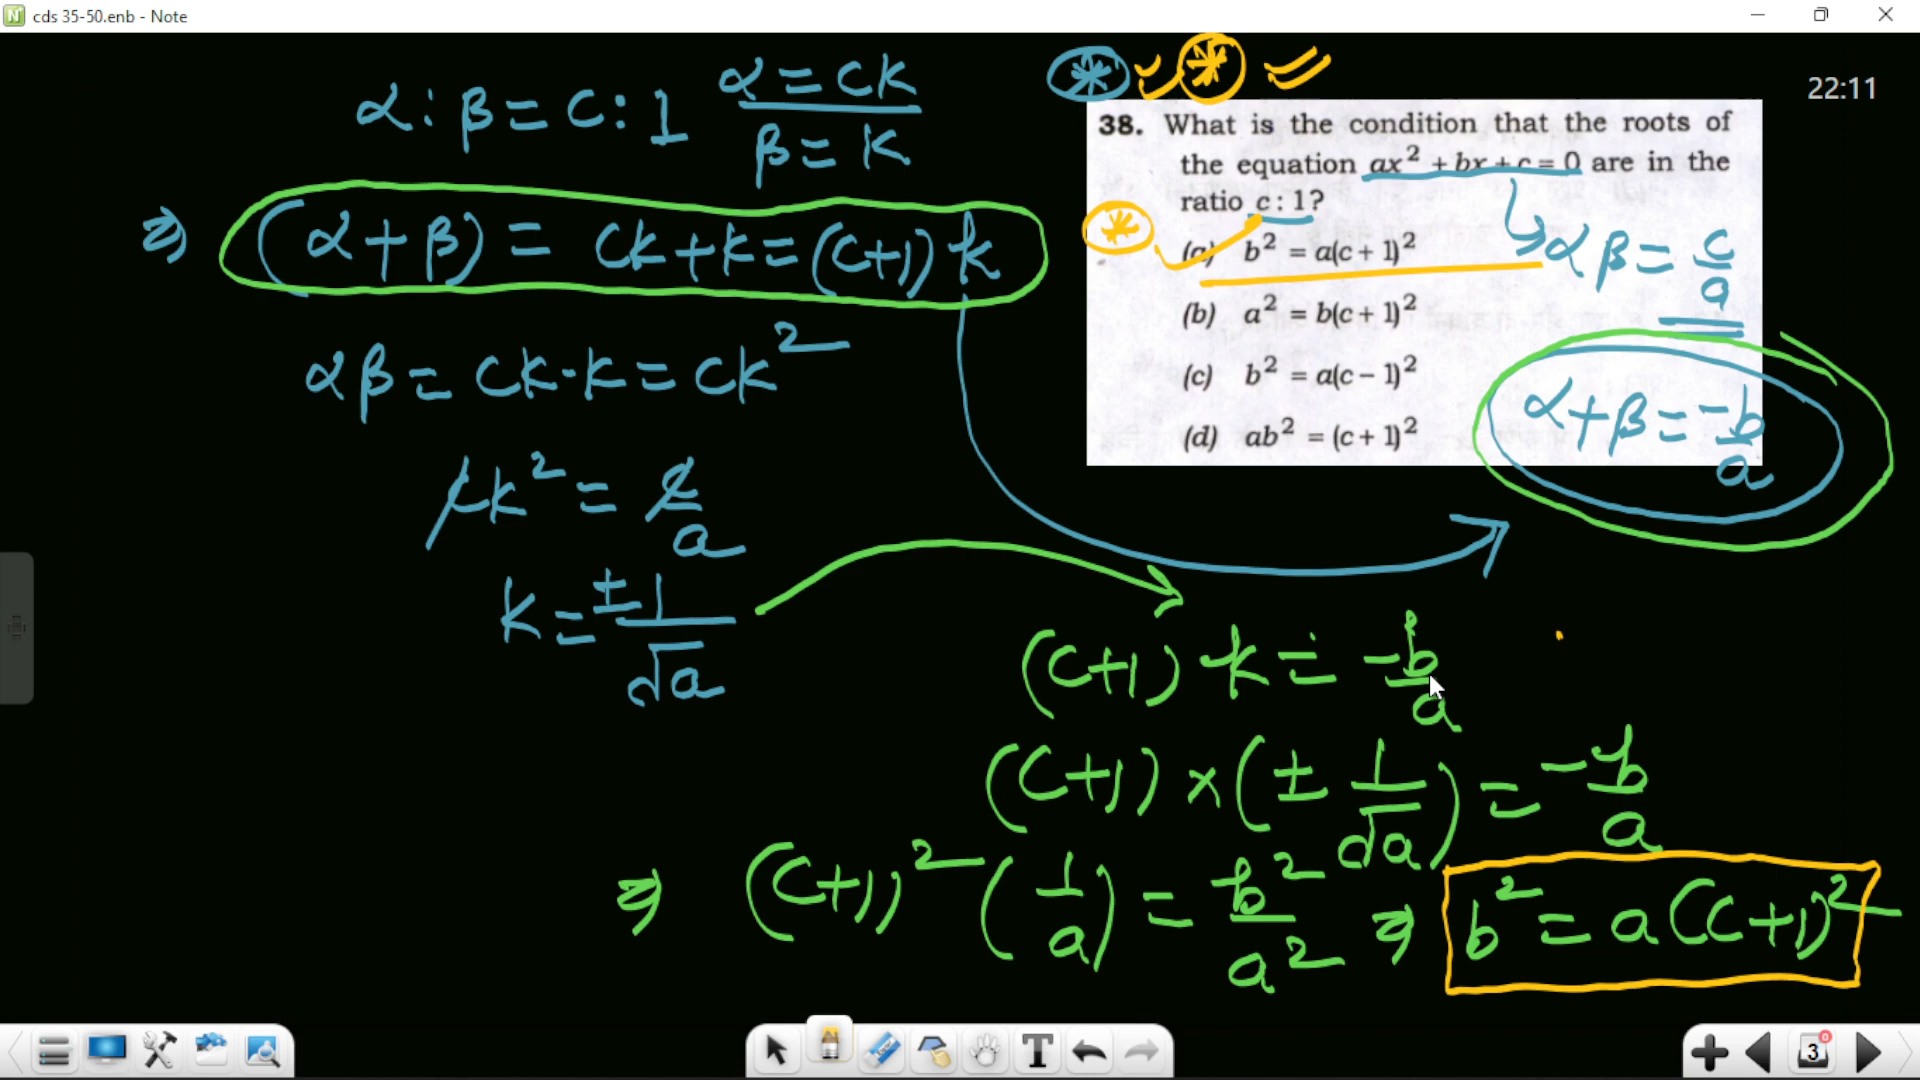 cds 35-50.enb - Note
22:11
α : β = c : 1
α = ck
β = k
⇒ (α + β) = ck + k = (c+1) k
αβ = ck · k = ck²
ck² = c/a
k = ±1/√a
38. What is the condition that the roots of
the equation ax² + bx + c = 0 are in the
ratio c : 1?
(a) b² = a(c + 1)²
(b) a² = b(c + 1)²
(c) b² = a(c − 1)²
(d) ab² = (c + 1)²
αβ = c/a
α + β = -b/a
(c+1) k = -b/a
(c+1) × (± 1/√a) = -b/a
⇒ (c+1)² (1/a) = b²/a² ⇒ b² = a(c+1)²
T
3
0